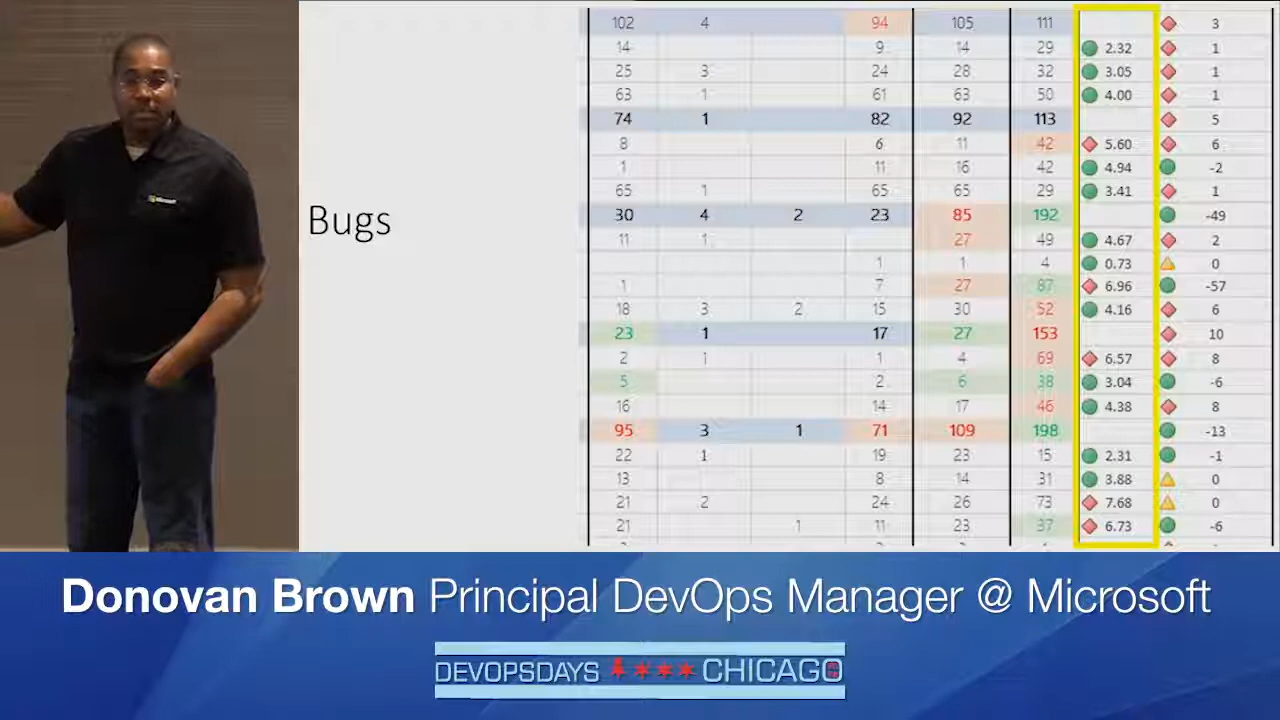 102 4 94 105 111 3
14 9 14 29 2.32 1
25 3 24 28 32 3.05 1
63 1 61 63 50 4.00 1
74 1 82 92 113 5
8 6 11 42 5.60 6
1 11 16 42 4.94 -2
65 1 65 65 29 3.41 1
Bugs
30 4 2 23 85 192 -49
11 1 27 49 4.67 2
1 1 4 0.73 0
1 7 27 87 6.96 -57
18 3 2 15 30 52 4.16 6
23 1 17 27 153 10
2 1 1 4 69 6.57 8
5 2 6 38 3.04 -6
16 14 17 46 4.38 8
95 3 1 71 109 198 -13
22 1 19 23 15 2.31 -1
13 8 14 31 3.88 0
21 2 24 26 73 7.68 0
21 1 11 23 37 6.73 -6
Donovan Brown Principal DevOps Manager @ Microsoft
DEVOPSDAYS CHICAGO